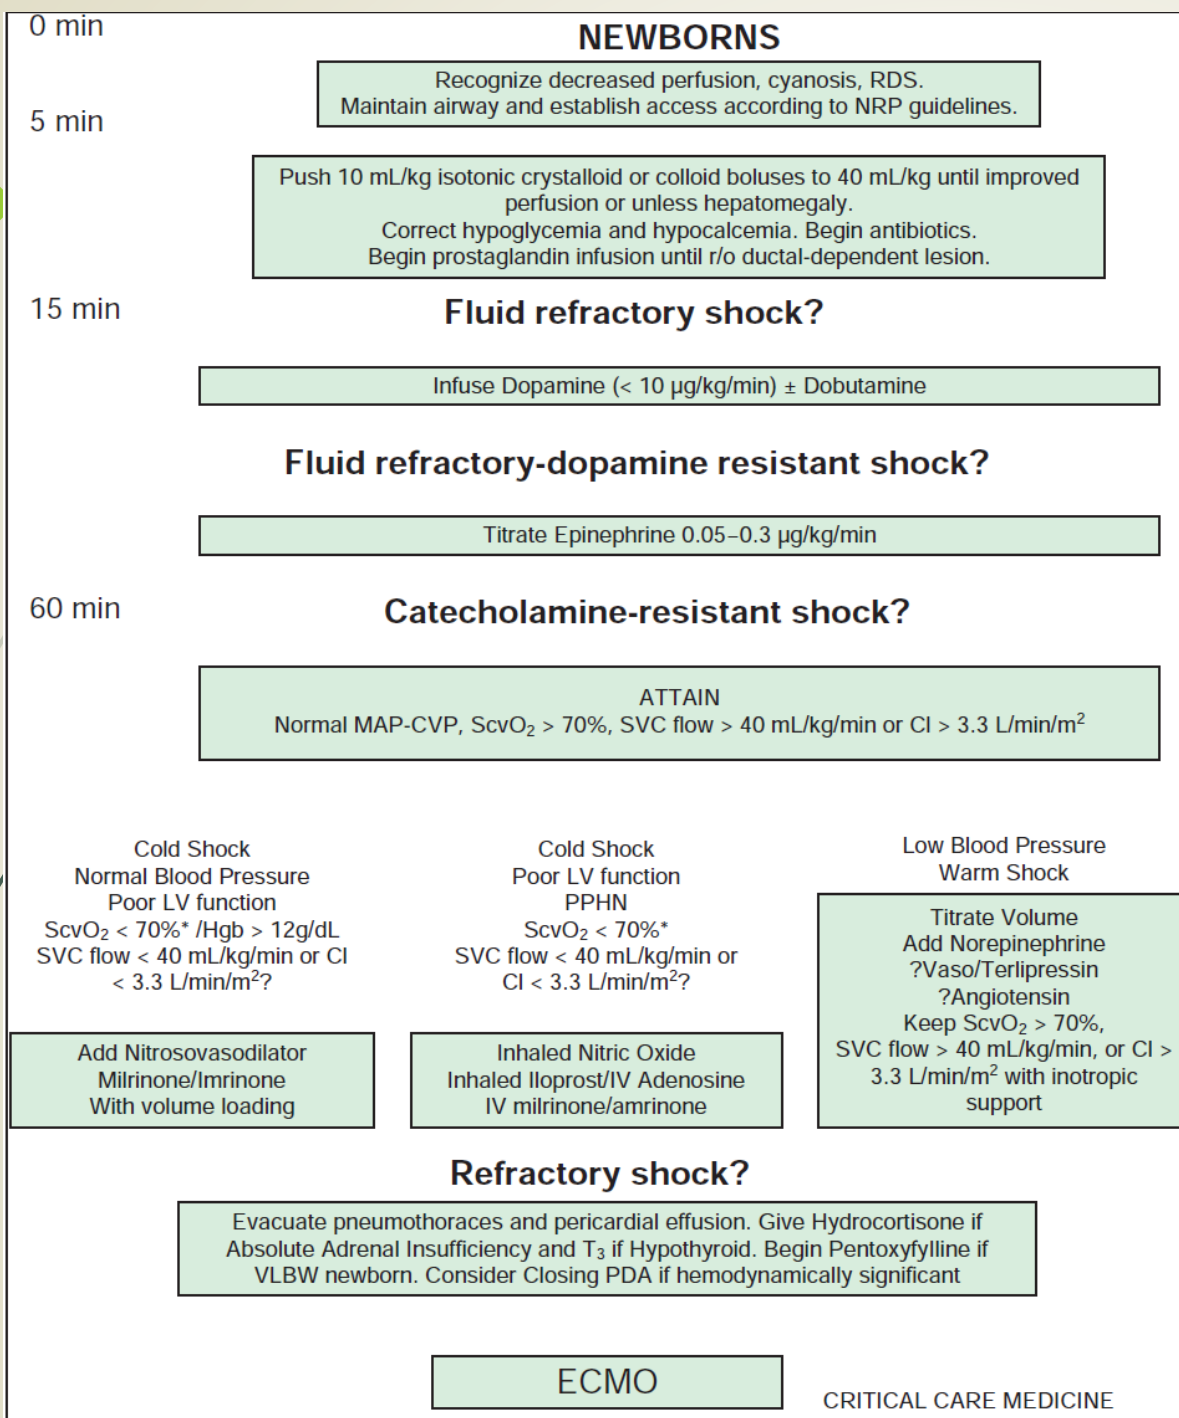 0 min
NEWBORNS
Recognize decreased perfusion, cyanosis, RDS.
Maintain airway and establish access according to NRP guidelines.
5 min
Push 10 mL/kg isotonic crystalloid or colloid boluses to 40 mL/kg until improved
perfusion or unless hepatomegaly.
Correct hypoglycemia and hypocalcemia. Begin antibiotics.
Begin prostaglandin infusion until r/o ductal-dependent lesion.
15 min
Fluid refractory shock?
Infuse Dopamine (< 10 µg/kg/min) ± Dobutamine
Fluid refractory-dopamine resistant shock?
Titrate Epinephrine 0.05–0.3 µg/kg/min
60 min
Catecholamine-resistant shock?
ATTAIN
Normal MAP-CVP, ScvO₂ > 70%, SVC flow > 40 mL/kg/min or CI > 3.3 L/min/m²
Cold Shock
Normal Blood Pressure
Poor LV function
ScvO₂ < 70%* /Hgb > 12g/dL
SVC flow < 40 mL/kg/min or CI
< 3.3 L/min/m²?
Add Nitrosovasodilator
Milrinone/Imrinone
With volume loading
Cold Shock
Poor LV function
PPHN
ScvO₂ < 70%*
SVC flow < 40 mL/kg/min or
CI < 3.3 L/min/m²?
Inhaled Nitric Oxide
Inhaled Iloprost/IV Adenosine
IV milrinone/amrinone
Low Blood Pressure
Warm Shock
Titrate Volume
Add Norepinephrine
?Vaso/Terlipressin
?Angiotensin
Keep ScvO₂ > 70%,
SVC flow > 40 mL/kg/min, or CI >
3.3 L/min/m² with inotropic
support
Refractory shock?
Evacuate pneumothoraces and pericardial effusion. Give Hydrocortisone if
Absolute Adrenal Insufficiency and T₃ if Hypothyroid. Begin Pentoxyfylline if
VLBW newborn. Consider Closing PDA if hemodynamically significant
ECMO
CRITICAL CARE MEDICINE